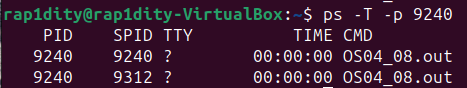 rap1dity@rap1dity-VirtualBox:~$ ps -T -p 9240
PID SPID TTY TIME CMD
9240 9240 ? 00:00:00 OS04_08.out
9240 9312 ? 00:00:00 OS04_08.out